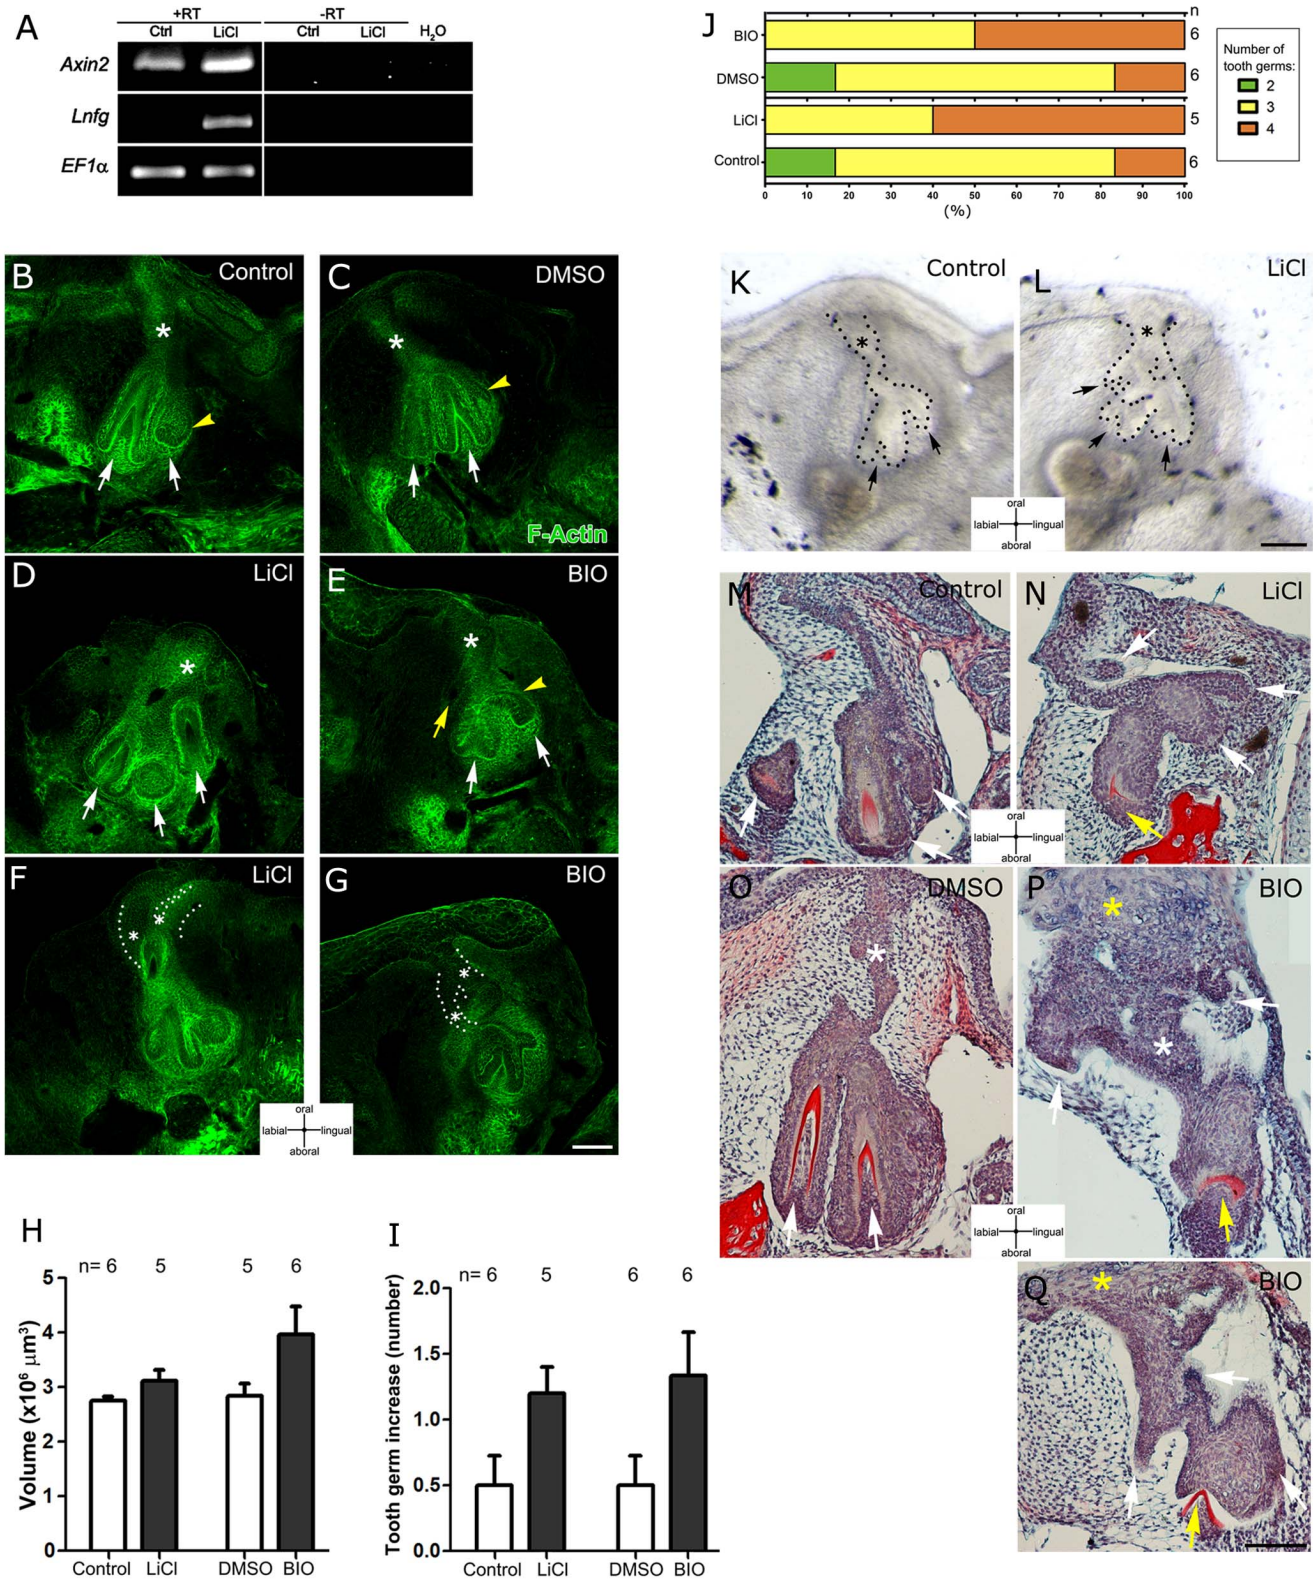 A
+RT -RT
Ctrl LiCl Ctrl LiCl H2O
Axin2
Lnfg
EF1α
J
n
BIO 6
DMSO 6
LiCl 5
Control 6
0 10 20 30 40 50 60 70 80 90 100
(%)
Number of
tooth germs:
2
3
4
B Control
C DMSO
F-Actin
D LiCl
E BIO
F LiCl
G BIO
oral
labial lingual
aboral
K Control
L LiCl
oral
labial lingual
aboral
M Control
N LiCl
oral
labial lingual
aboral
O DMSO
P BIO
oral
labial lingual
aboral
Q BIO
H
n= 6 5 5 6
Volume (x10⁶ μm³)
5
4
3
2
1
0
Control LiCl DMSO BIO
I
n= 6 5 6 6
Tooth germ increase (number)
2.0
1.5
1.0
0.5
0.0
Control LiCl DMSO BIO